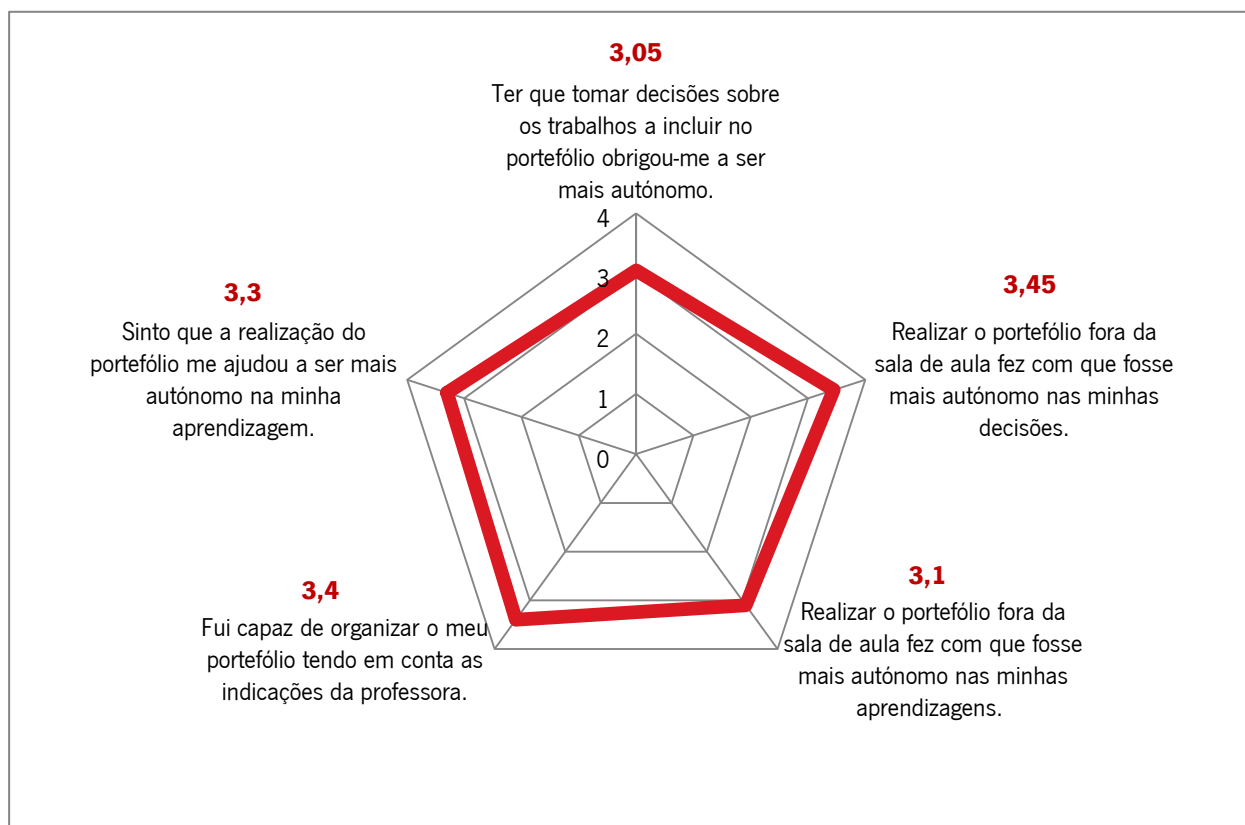 3,05
Ter que tomar decisões sobre
os trabalhos a incluir no
portefólio obrigou-me a ser
mais autónomo.
4
3
2
1
0
3,45
Realizar o portefólio fora da
sala de aula fez com que fosse
mais autónomo nas minhas
decisões.
3,1
Realizar o portefólio fora da
sala de aula fez com que fosse
mais autónomo nas minhas
aprendizagens.
3,4
Fui capaz de organizar o meu
portefólio tendo em conta as
indicações da professora.
3,3
Sinto que a realização do
portefólio me ajudou a ser mais
autónomo na minha
aprendizagem.